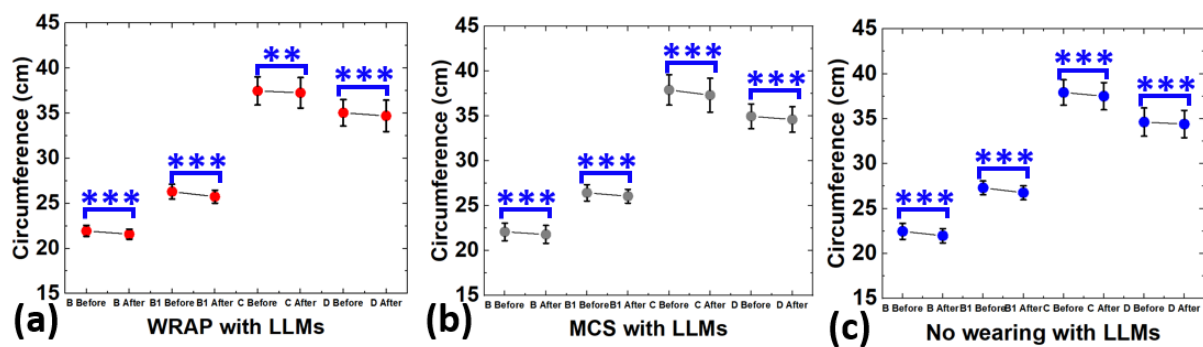 Circumference (cm)
45
40
35
30
25
20
15
***
***
**
***
B Before B After B1 Before B1 After C Before C After D Before D After
(a)
WRAP with LLMs
Circumference (cm)
45
40
35
30
25
20
15
***
***
***
***
B Before B After B1 Before B1 After C Before C After D Before D After
(b)
MCS with LLMs
Circumference (cm)
45
40
35
30
25
20
15
***
***
***
***
B Before B After B1 Before B1 After C Before C After D Before D After
(c)
No wearing with LLMs